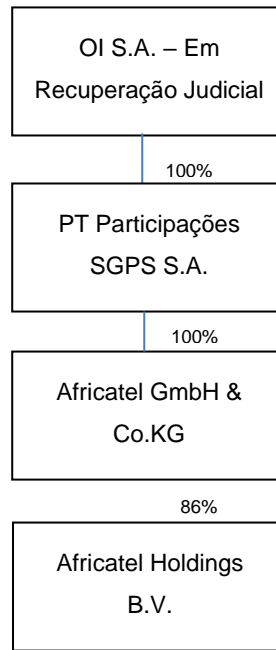 OI S.A. – Em
Recuperação Judicial
100%
PT Participações
SGPS S.A.
100%
Africatel GmbH &
Co.KG
86%
Africatel Holdings
B.V.